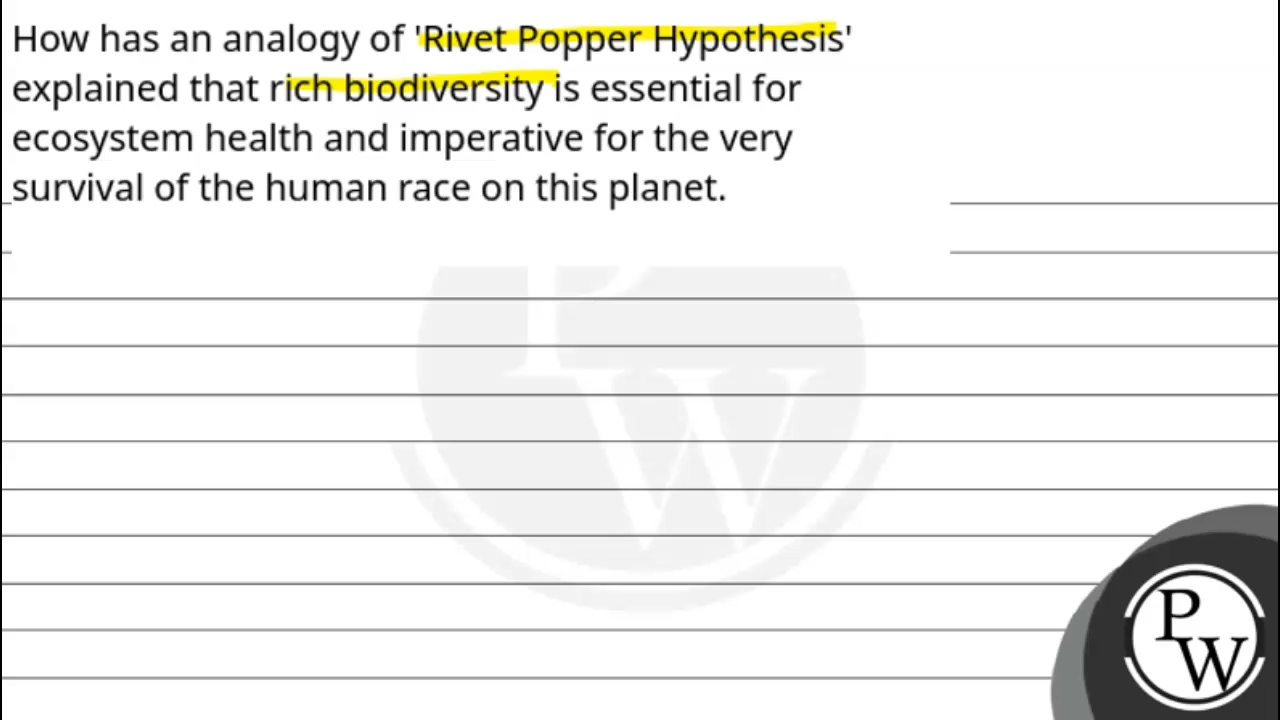 How has an analogy of 'Rivet Popper Hypothesis'
explained that rich biodiversity is essential for
ecosystem health and imperative for the very
survival of the human race on this planet.
W
P
W